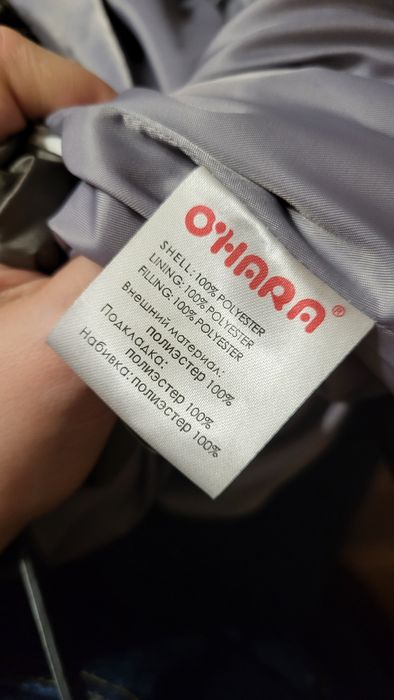 O'HARA®
SHELL: 100% POLYESTER
LINING: 100% POLYESTER
FILLING: 100% POLYESTER
Внешний материал:
полиэстер 100%
Подкладка:
полиэстер 100%
Набивка: полиэстер 100%